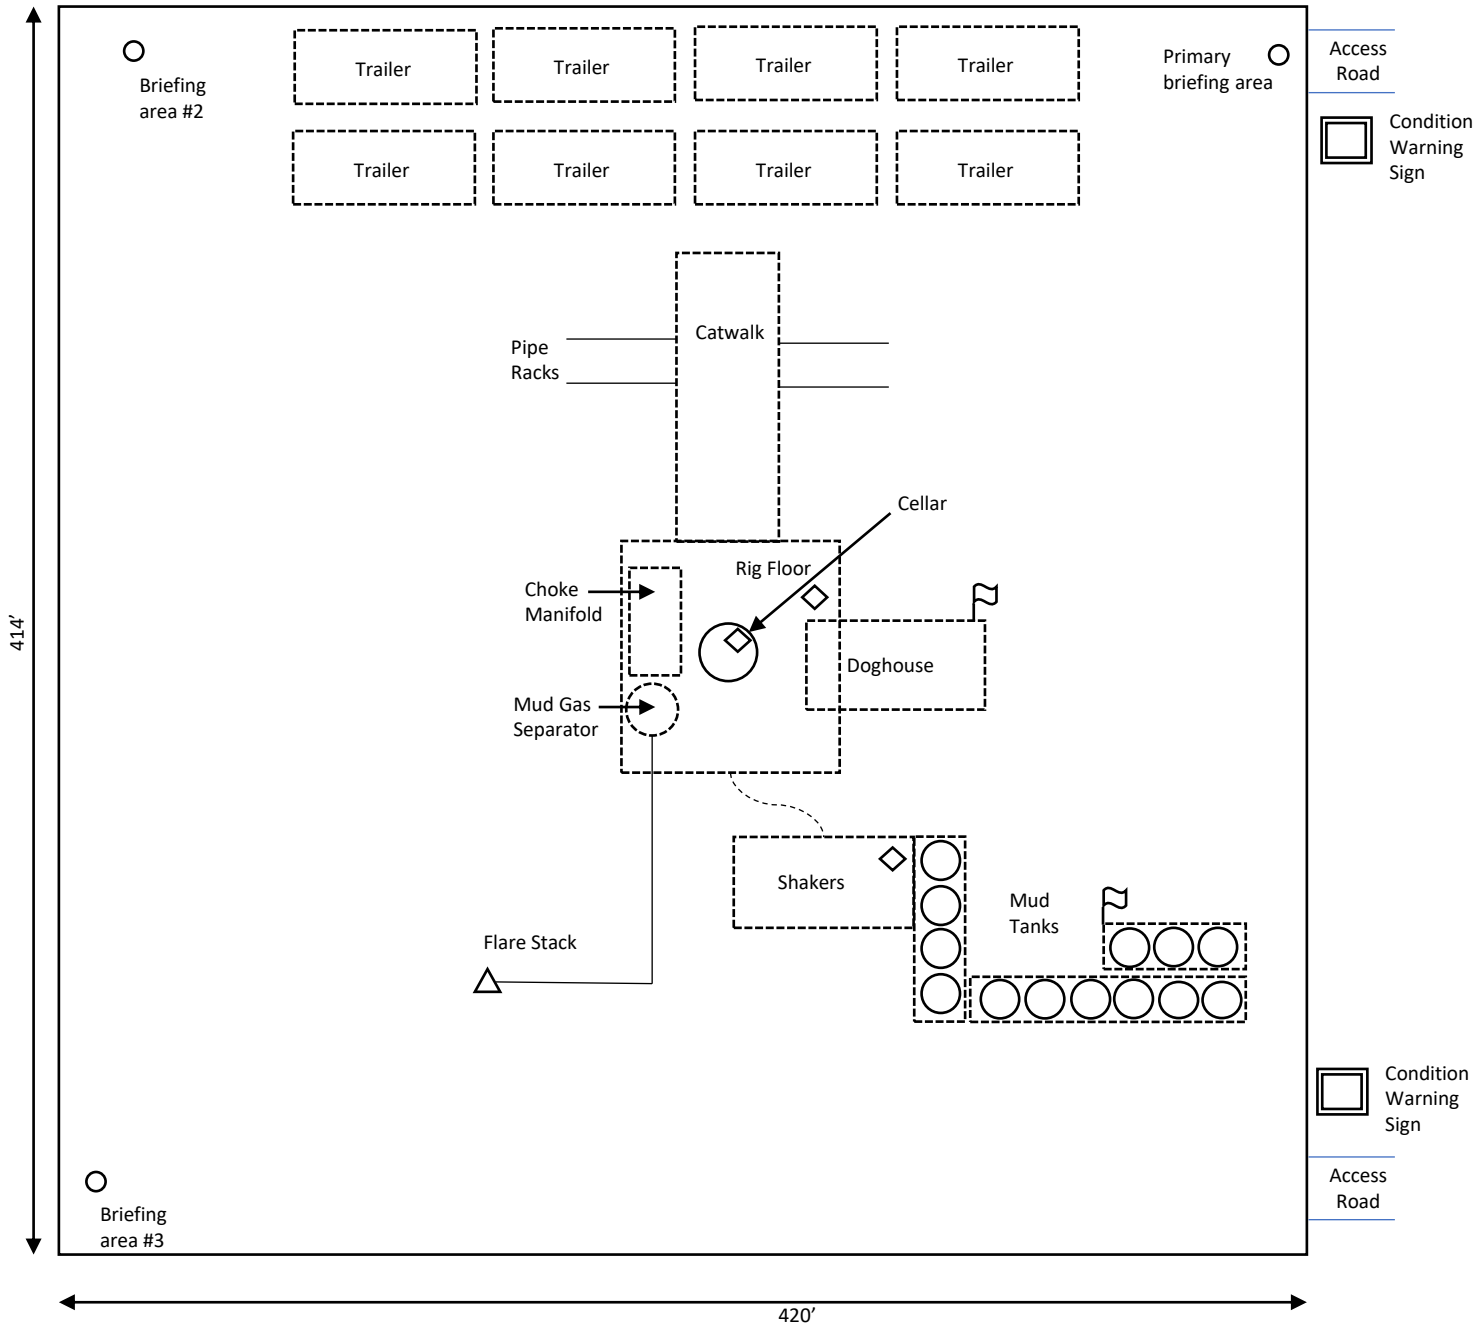 Briefing
area #2
Trailer
Trailer
Trailer
Trailer
Primary
briefing area
Access
Road
Condition
Warning
Sign
Trailer
Trailer
Trailer
Trailer
Pipe
Racks
Catwalk
Cellar
Rig Floor
Choke
Manifold
Doghouse
Mud Gas
Separator
414’
Shakers
Mud
Tanks
Flare Stack
Condition
Warning
Sign
Access
Road
Briefing
area #3
420’